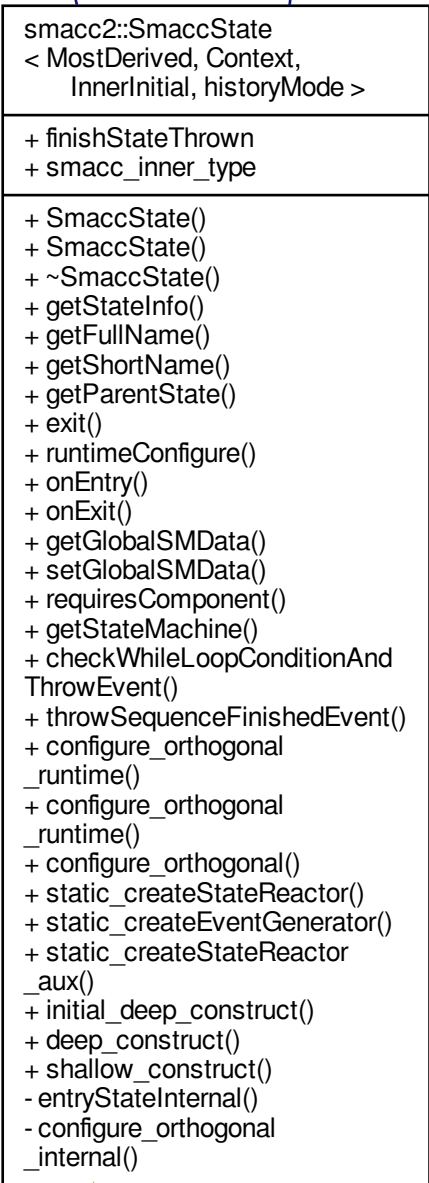 smacc2::SmaccState
< MostDerived, Context,
InnerInitial, historyMode >
+ finishStateThrown
+ smacc_inner_type
+ SmaccState()
+ SmaccState()
+ ~SmaccState()
+ getStateInfo()
+ getFullName()
+ getShortName()
+ getParentState()
+ exit()
+ runtimeConfigure()
+ onEntry()
+ onExit()
+ getGlobalSMData()
+ setGlobalSMData()
+ requiresComponent()
+ getStateMachine()
+ checkWhileLoopConditionAnd
ThrowEvent()
+ throwSequenceFinishedEvent()
+ configure_orthogonal
_runtime()
+ configure_orthogonal
_runtime()
+ configure_orthogonal()
+ static_createStateReactor()
+ static_createEventGenerator()
+ static_createStateReactor
_aux()
+ initial_deep_construct()
+ deep_construct()
+ shallow_construct()
- entryStateInternal()
- configure_orthogonal
_internal()